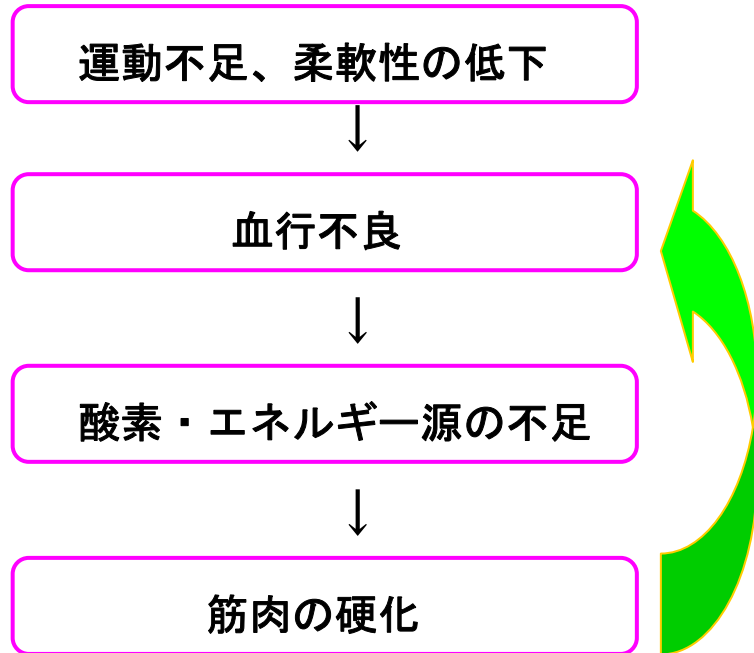 運動不足、柔軟性の低下
↓
血行不良
↓
酸素・エネルギー源の不足
↓
筋肉の硬化